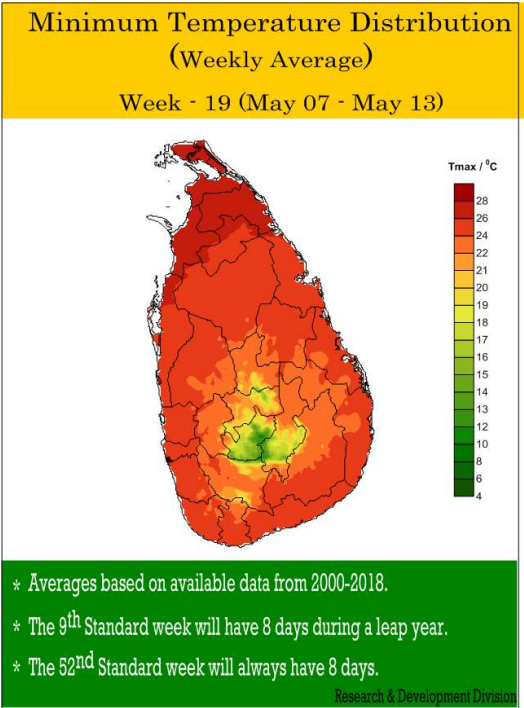 Minimum Temperature Distribution
(Weekly Average)
Week - 19 (May 07 - May 13)
Tmax / ⁰C
28
26
24
22
21
20
19
18
17
16
15
14
13
12
10
8
6
4
* Averages based on available data from 2000-2018.
* The 9th Standard week will have 8 days during a leap year.
* The 52nd Standard week will always have 8 days.
Research & Development Division